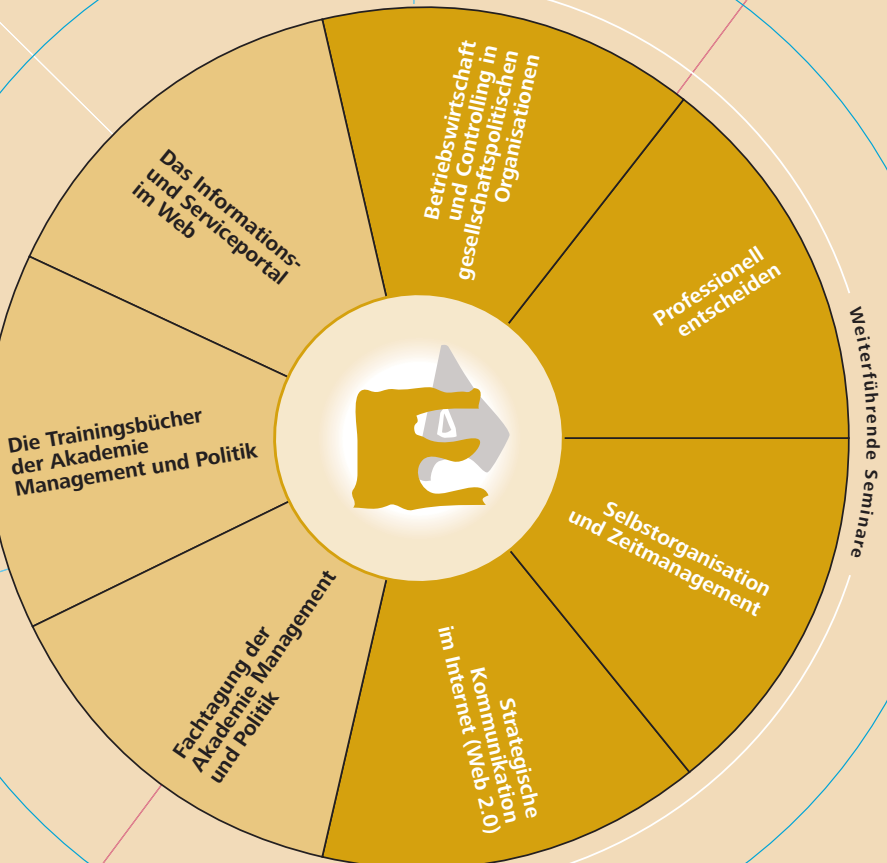 Betriebswirtschaft
und Controlling in
gesellschaftspolitischen
Organisationen
Professionell
entscheiden
Weiterführende Seminare
Selbstorganisation
und Zeitmanagement
Strategische
Kommunikation
im Internet (Web 2.0)
Fachtagung der
Akademie Management
und Politik
Die Trainingsbücher
der Akademie
Management und Politik
Das Informations-
und Serviceportal
im Web